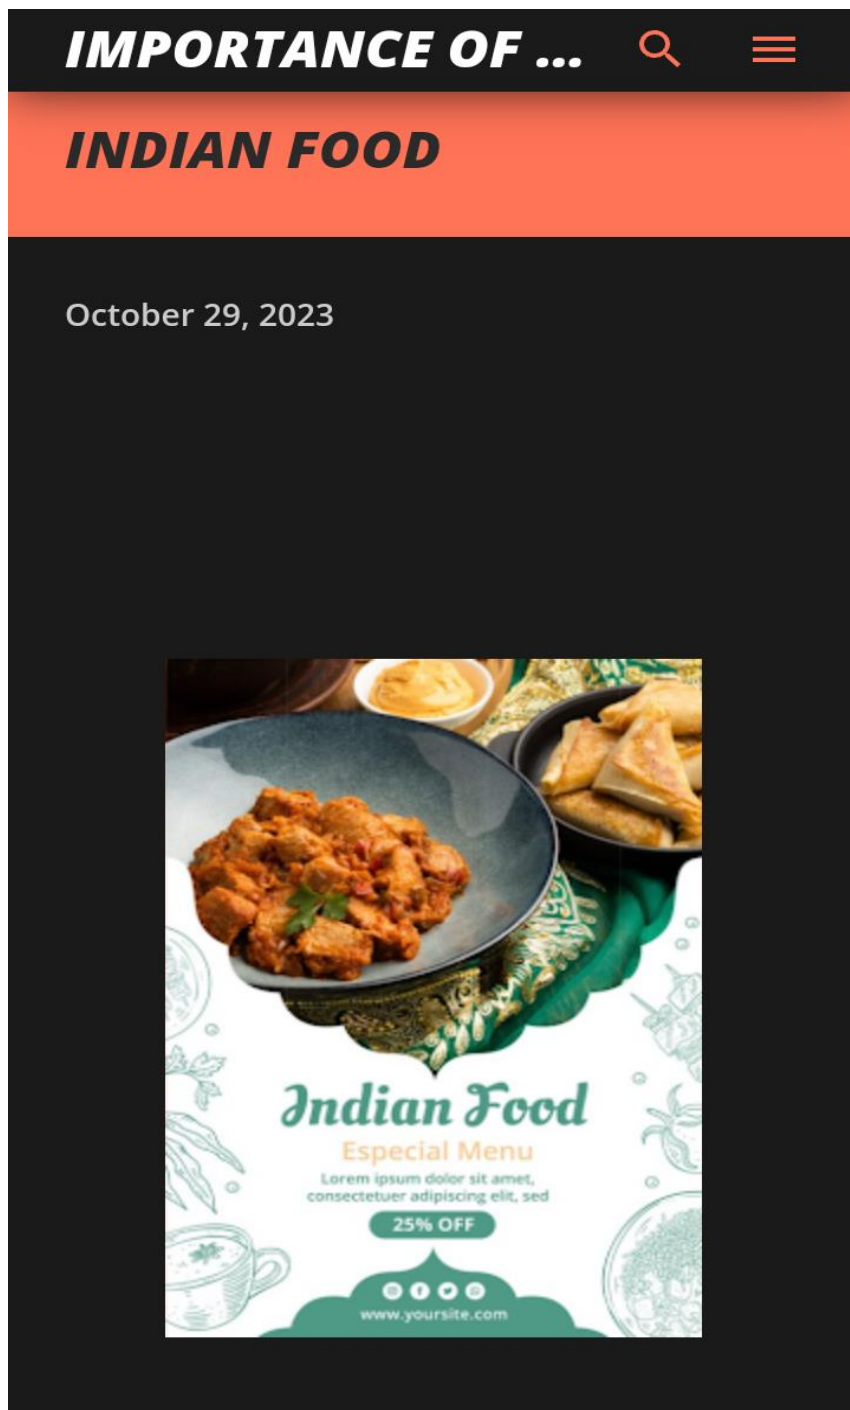 IMPORTANCE OF ...
INDIAN FOOD
October 29, 2023
Indian Food
Especial Menu
Lorem ipsum dolor sit amet,
consectetuer adipiscing elit, sed
25% OFF
www.yoursite.com